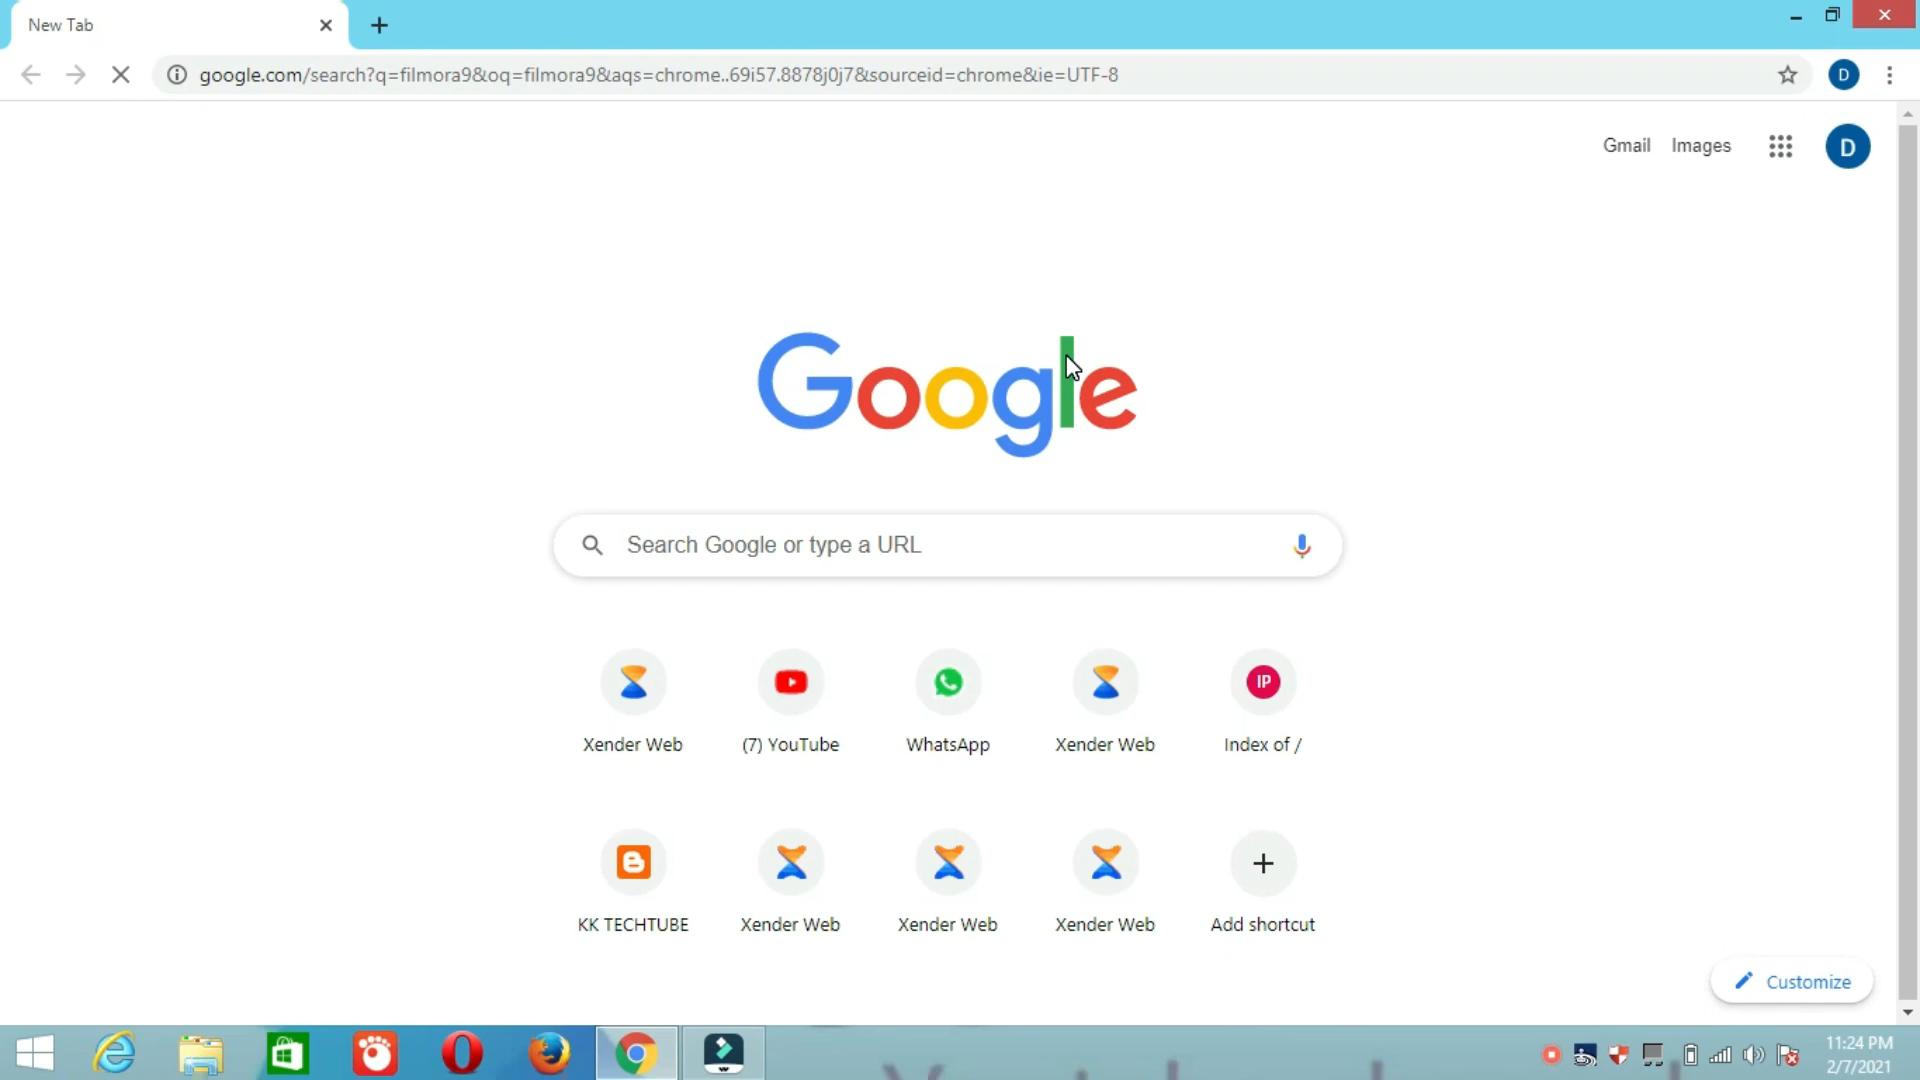 New Tab
google.com/search?q=filmora9&oq=filmora9&aqs=chrome..69i57.8878j0j7&sourceid=chrome&ie=UTF-8
D
Gmail Images
D
Google
Search Google or type a URL
IP
Xender Web (7) YouTube WhatsApp Xender Web Index of /
KK TECHTUBE Xender Web Xender Web Xender Web Add shortcut
Customize
11:24 PM
2/7/2021